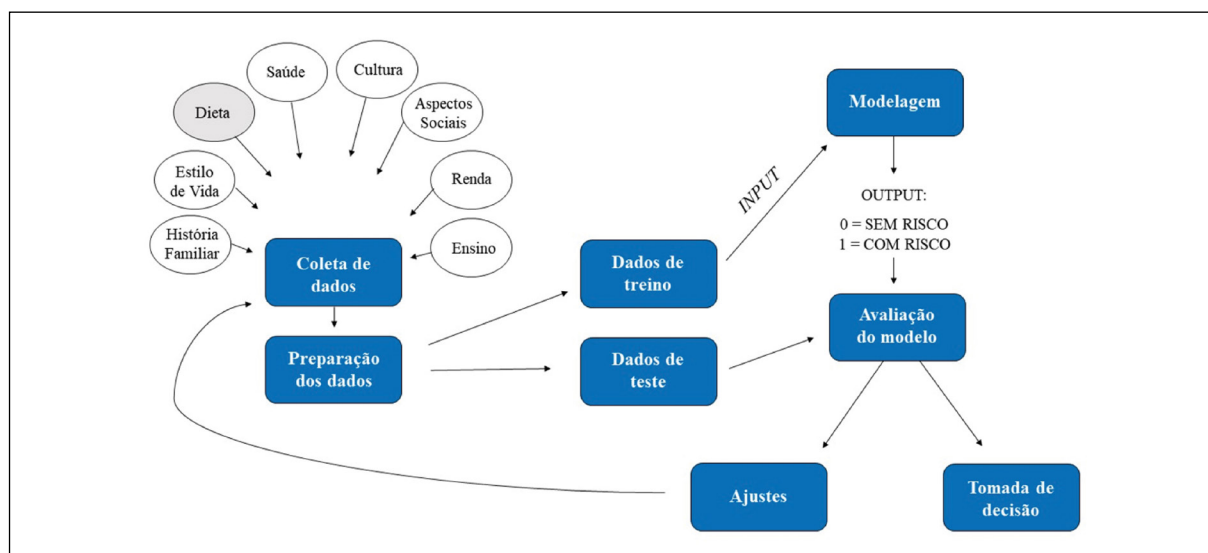 Saúde
Cultura
Dieta
Aspectos
Sociais
Estilo
de Vida
Renda
História
Familiar
Ensino
Coleta de
dados
Preparação
dos dados
Dados de
treino
Dados de
teste
INPUT
Modelagem
OUTPUT:
0 = SEM RISCO
1 = COM RISCO
Avaliação
do modelo
Ajustes
Tomada de
decisão